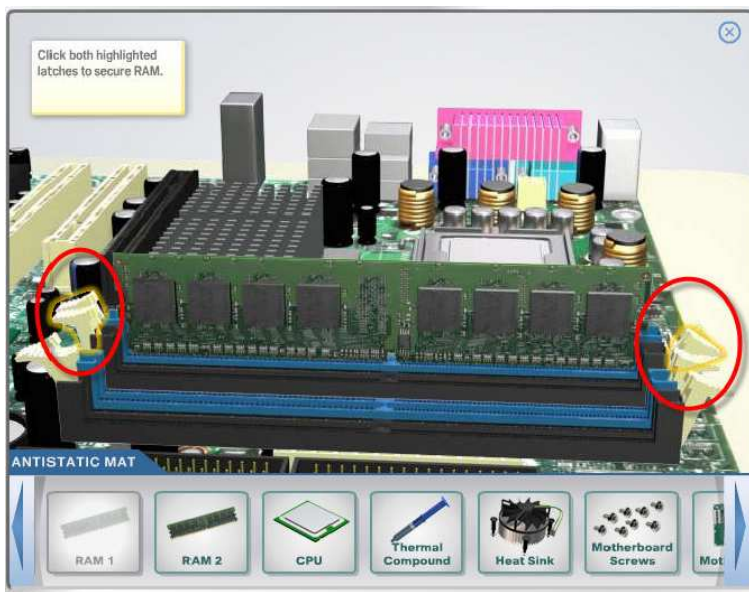 Click both highlighted
latches to secure RAM.
ANTISTATIC MAT
RAM 1
RAM 2
CPU
Thermal
Compound
Heat Sink
Motherboard
Screws
Mot